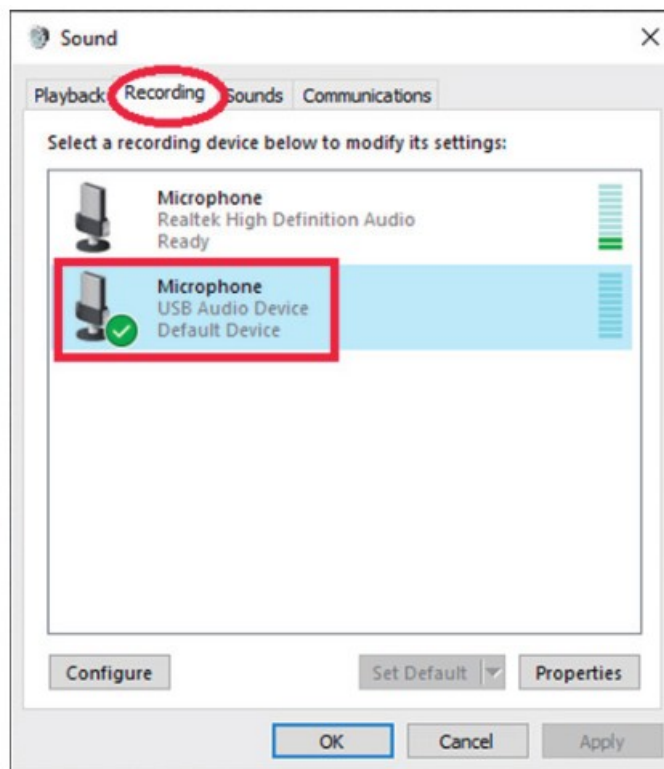 Sound
Playback Recording Sounds Communications
Select a recording device below to modify its settings:
Microphone
Realtek High Definition Audio
Ready
Microphone
USB Audio Device
Default Device
Configure Set Default Properties
OK Cancel Apply